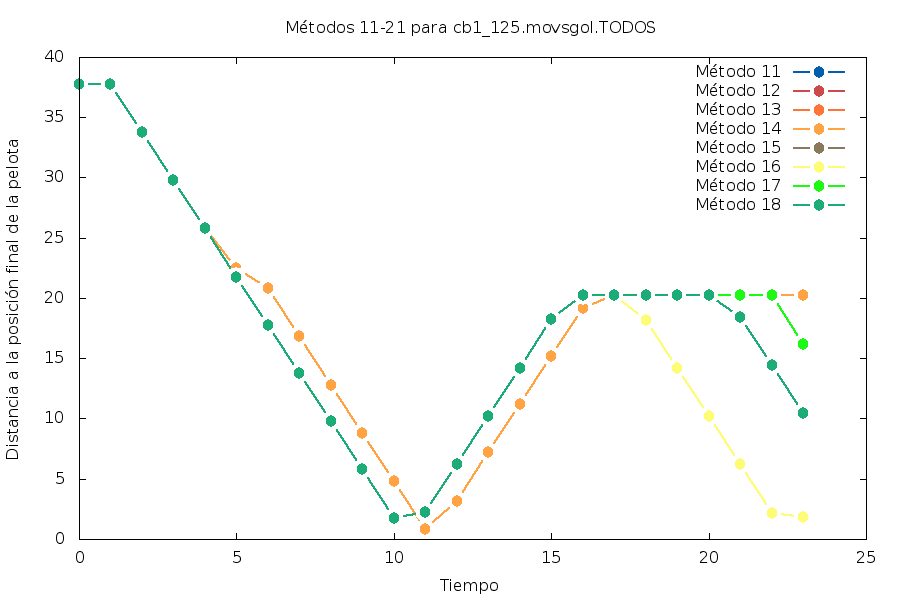 Métodos 11-21 para cb1_125.movsgol.TODOS
Distancia a la posición final de la pelota
40
35
30
25
20
15
10
5
0
Método 11
Método 12
Método 13
Método 14
Método 15
Método 16
Método 17
Método 18
0 5 10 15 20 25
Tiempo